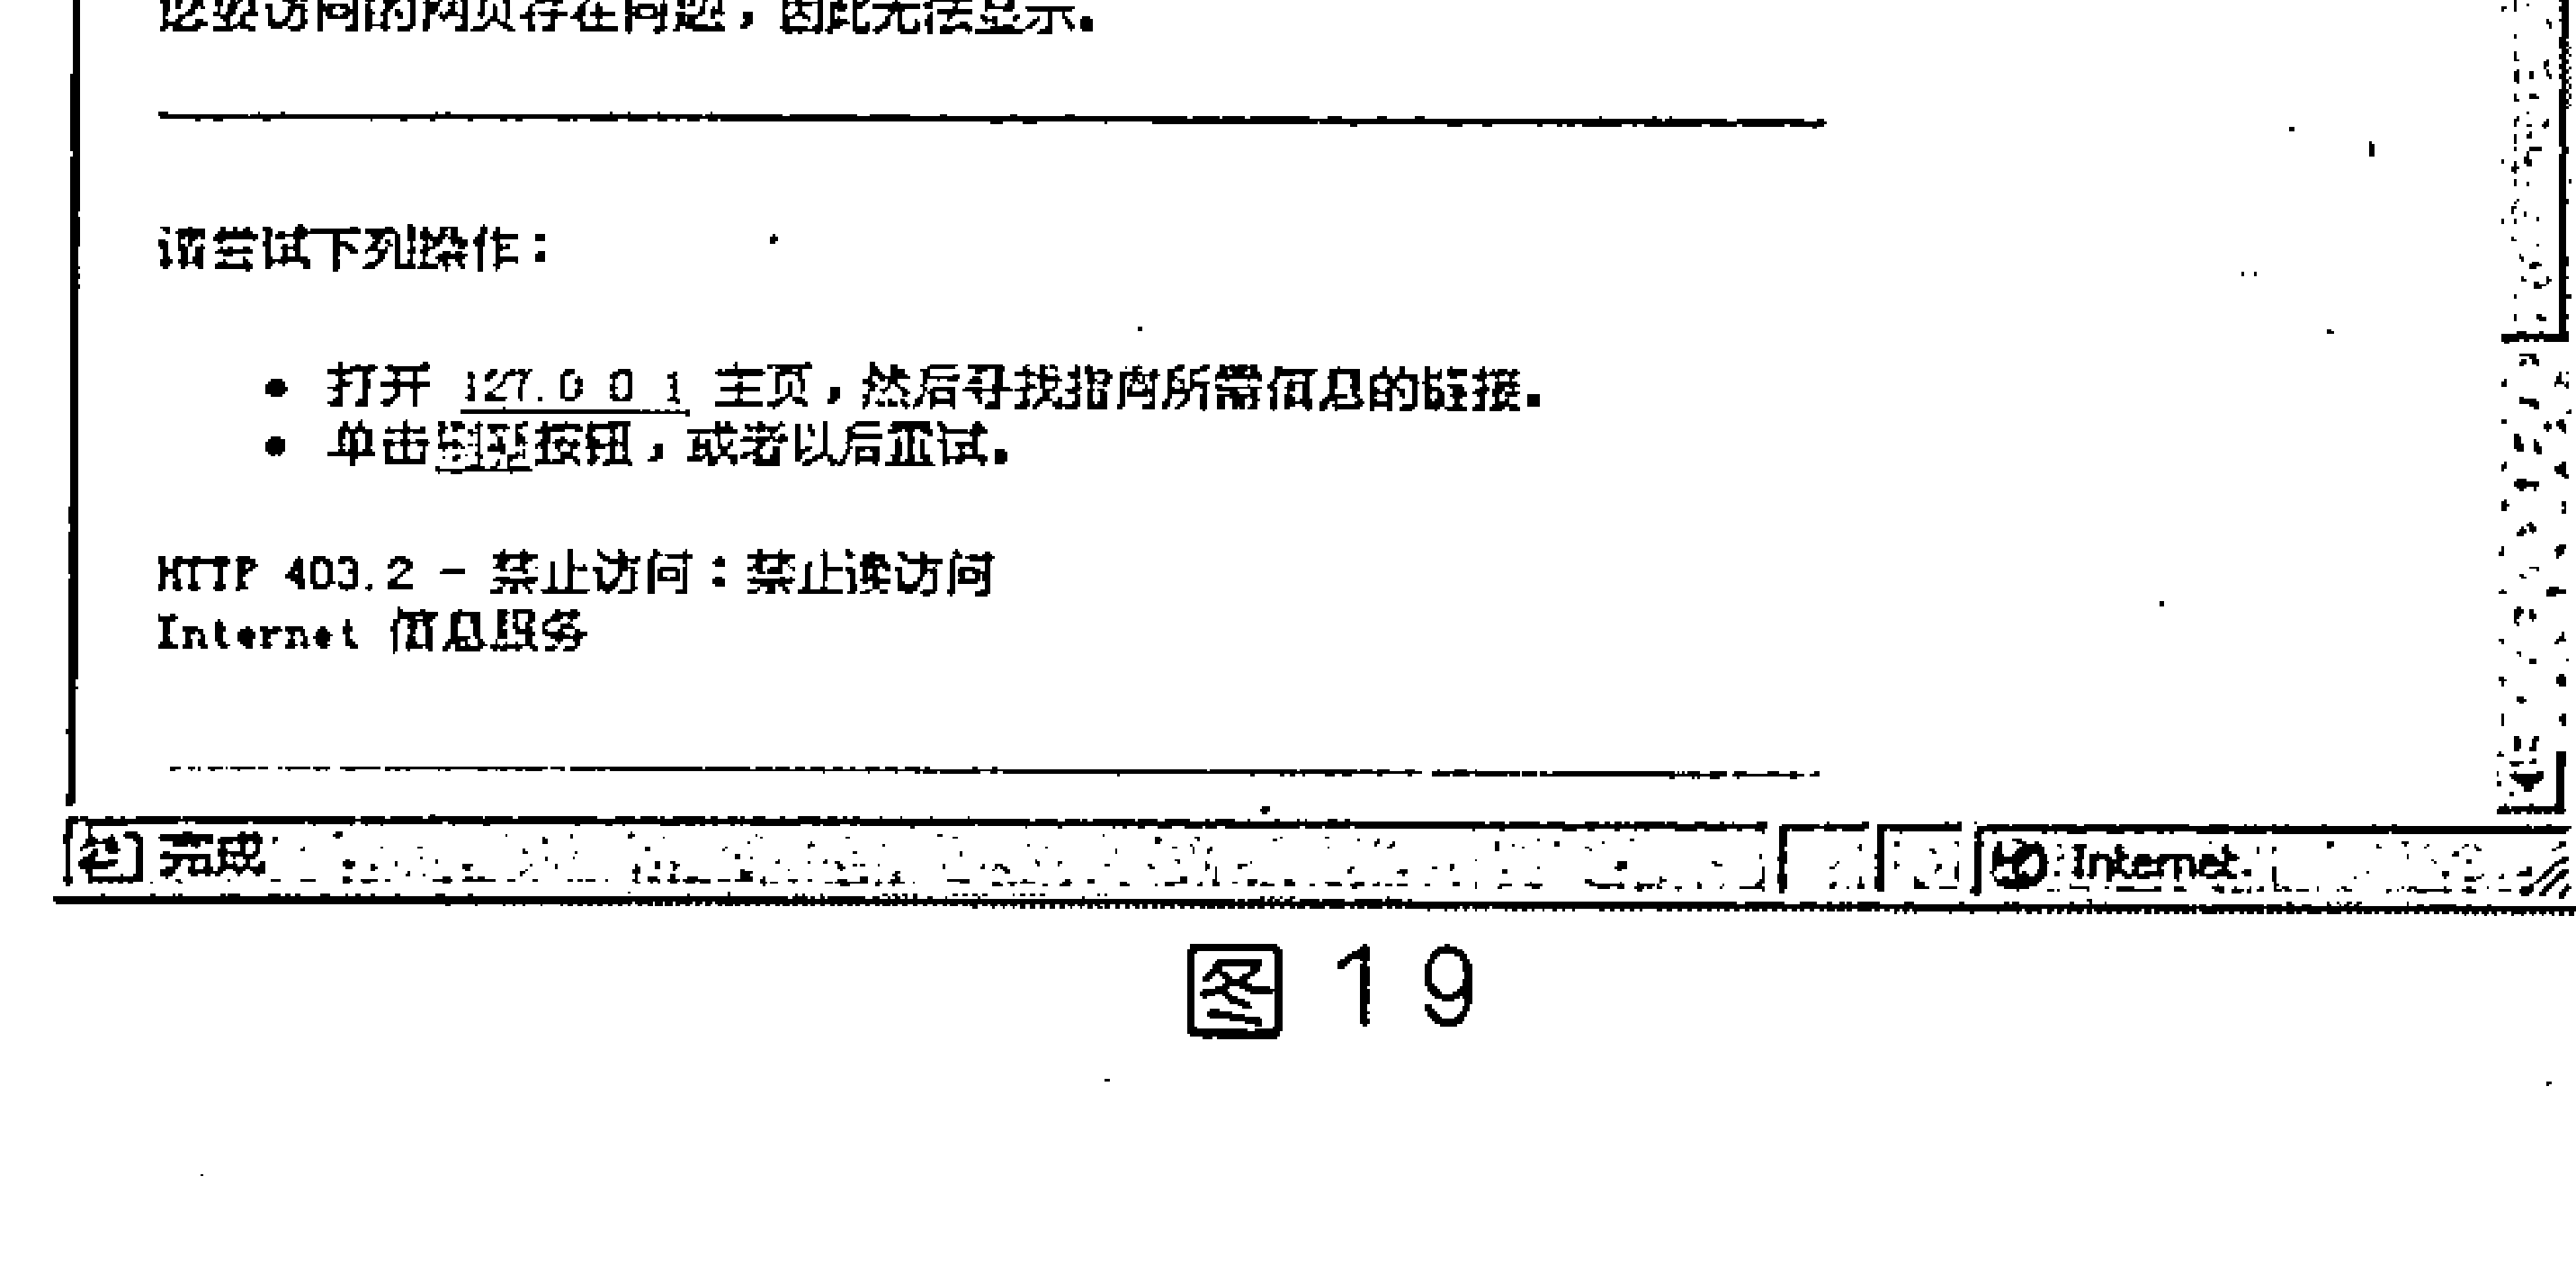 您要访问的网页存在问题，因此无法显示。
请尝试下列操作：
• 打开 127.0.0.1 主页，然后寻找指向所需信息的链接。
• 单击刷新按钮，或者以后重试。
HTTP 403.2 - 禁止访问：禁止读访问
Internet 信息服务
完成 Internet
图 19